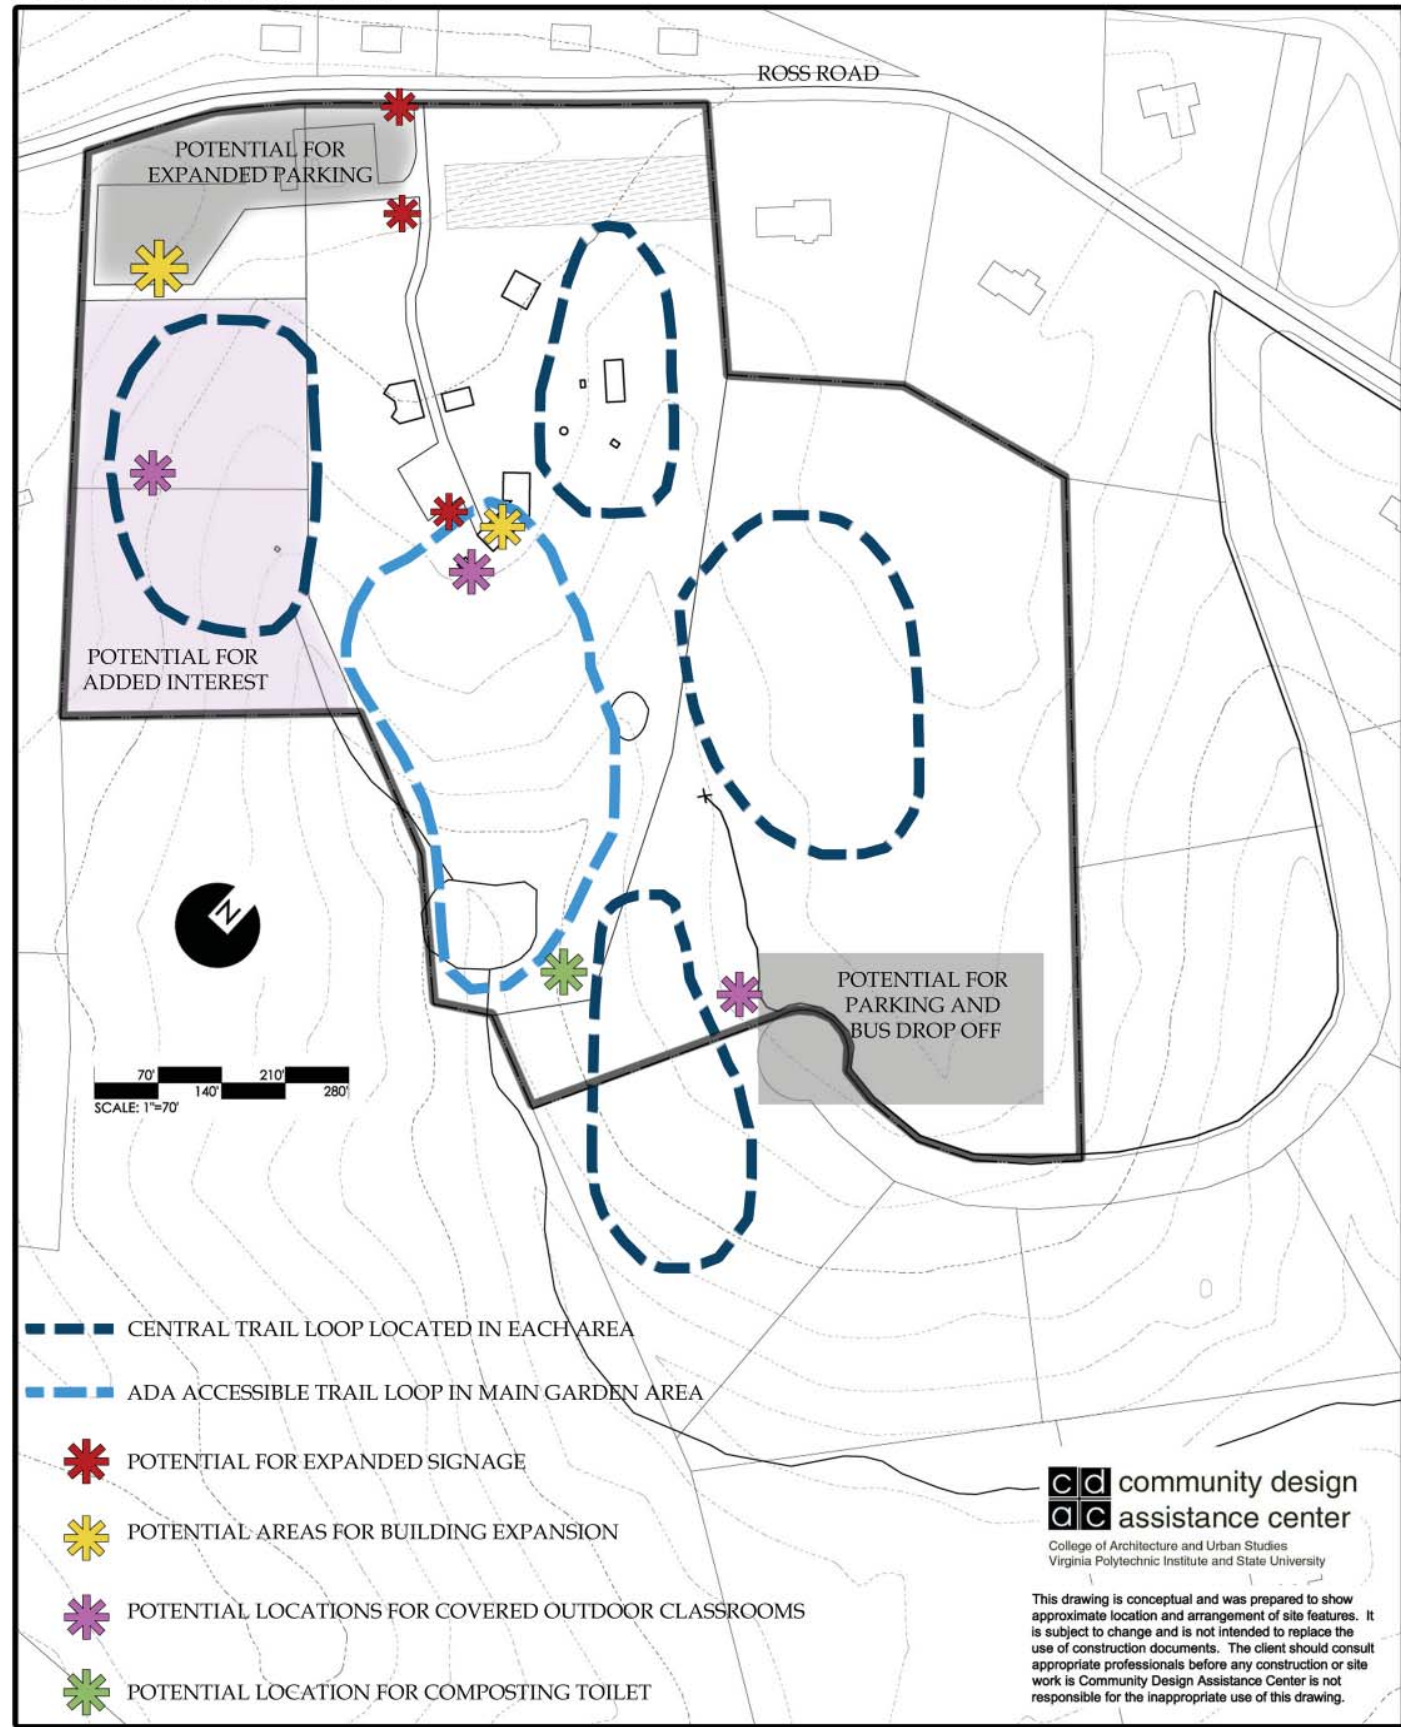 ROSS ROAD
POTENTIAL FOR
EXPANDED PARKING
POTENTIAL FOR
ADDED INTEREST
N
POTENTIAL FOR
PARKING AND
BUS DROP OFF
70' 210'
140' 280'
SCALE: 1"=70'
CENTRAL TRAIL LOOP LOCATED IN EACH AREA
ADA ACCESSIBLE TRAIL LOOP IN MAIN GARDEN AREA
POTENTIAL FOR EXPANDED SIGNAGE
POTENTIAL AREAS FOR BUILDING EXPANSION
POTENTIAL LOCATIONS FOR COVERED OUTDOOR CLASSROOMS
POTENTIAL LOCATION FOR COMPOSTING TOILET
cd community design
ac assistance center
College of Architecture and Urban Studies
Virginia Polytechnic Institute and State University
This drawing is conceptual and was prepared to show
approximate location and arrangement of site features. It
is subject to change and is not intended to replace the
use of construction documents. The client should consult
appropriate professionals before any construction or site
work is Community Design Assistance Center is not
responsible for the inappropriate use of this drawing.